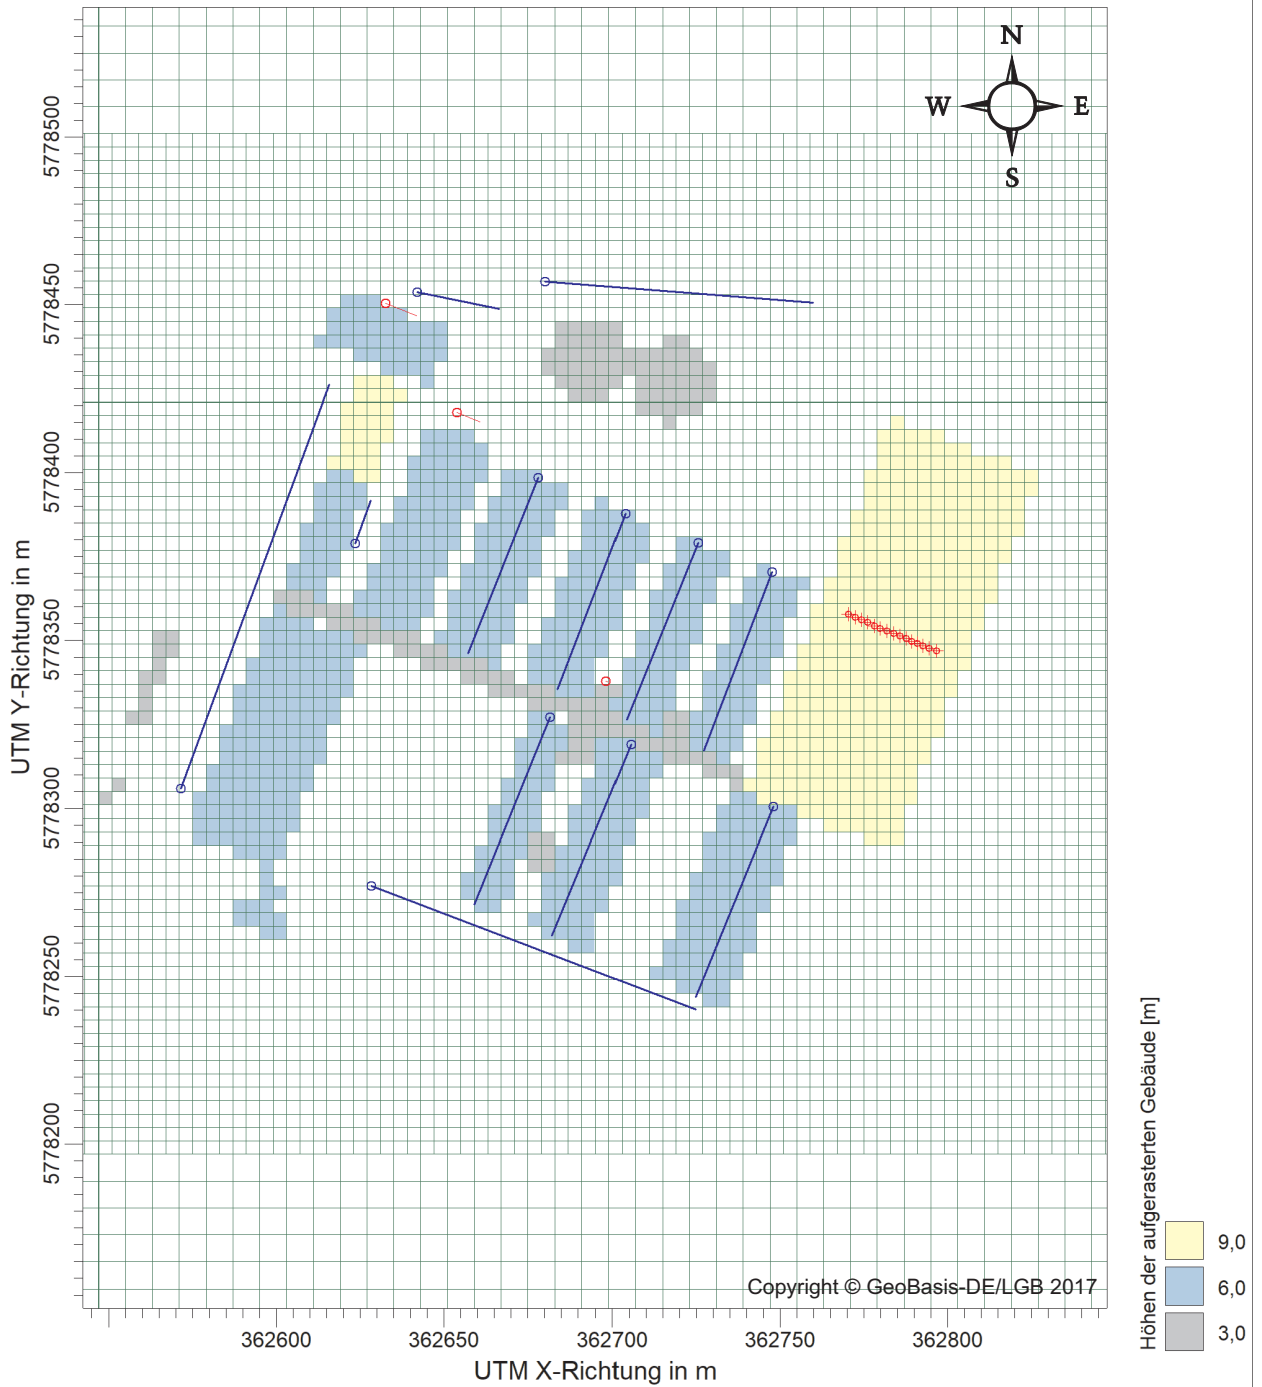 N
W E
S
5778500
5778450
5778400
5778350
5778300
5778250
5778200
UTM Y-Richtung in m
362600 362650 362700 362750 362800
UTM X-Richtung in m
Copyright © GeoBasis-DE/LGB 2017
Höhen der aufgerasterten Gebäude [m]
9,0
6,0
3,0